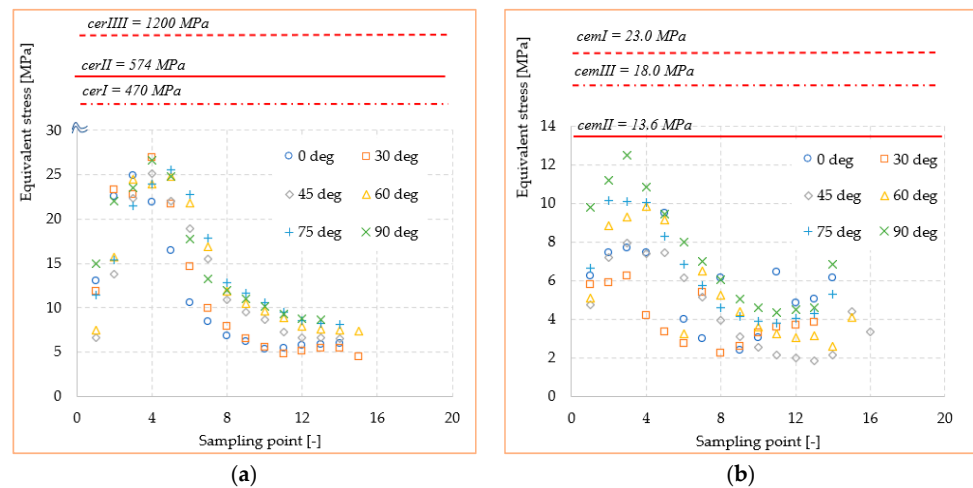 cerIIII = 1200 MPa
cerII = 574 MPa
cerI = 470 MPa
Equivalent stress [MPa]
30
25
20
15
10
5
0
0 deg
30 deg
45 deg
60 deg
75 deg
90 deg
0
4
8
12
16
20
Sampling point [-]
(a)
cemI = 23.0 MPa
cemIII = 18.0 MPa
cemII = 13.6 MPa
Equivalent stress [MPa]
14
12
10
8
6
4
2
0
0 deg
30 deg
45 deg
60 deg
75 deg
90 deg
0
4
8
12
16
20
Sampling point [-]
(b)